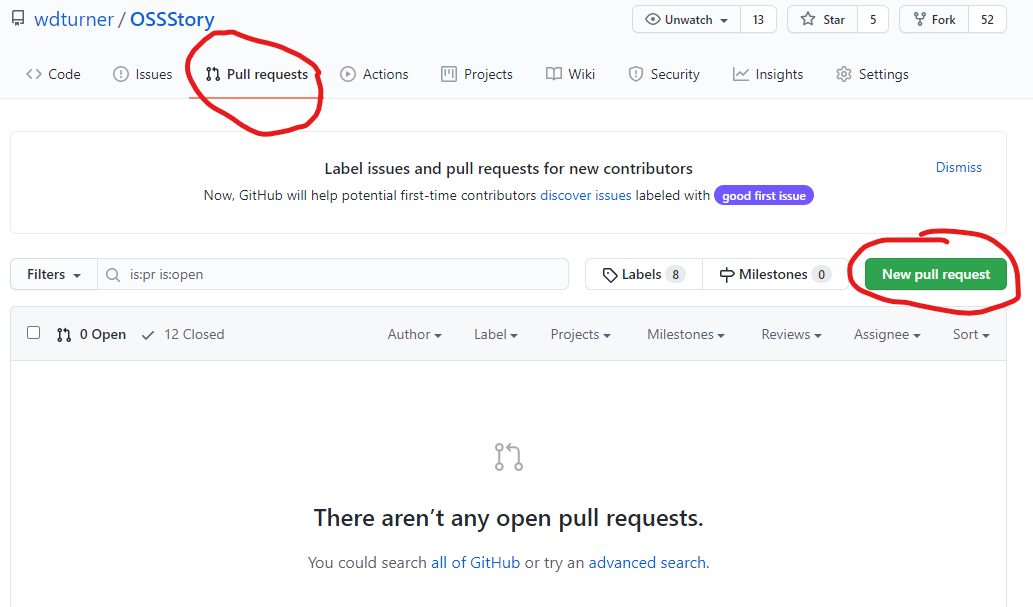 wdturner / OSSStory Unwatch 13 Star 5 Fork 52
Code Issues Pull requests Actions Projects Wiki Security Insights Settings
Label issues and pull requests for new contributors Dismiss
Now, GitHub will help potential first-time contributors discover issues labeled with good first issue
Filters is:pr is:open Labels 8 Milestones 0 New pull request
0 Open 12 Closed Author Label Projects Milestones Reviews Assignee Sort
There aren’t any open pull requests.
You could search all of GitHub or try an advanced search.